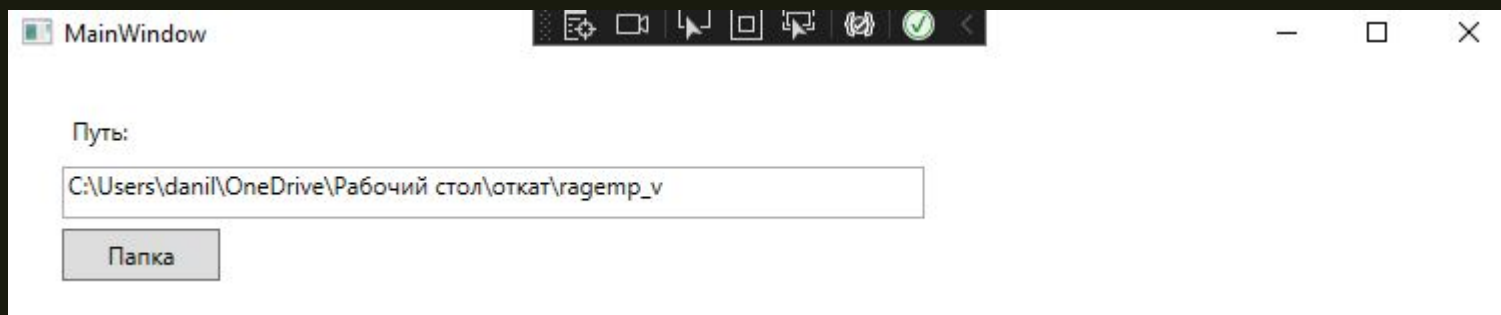 MainWindow
Путь:
C:\Users\danil\OneDrive\Рабочий стол\откат\ragemp_v
Папка